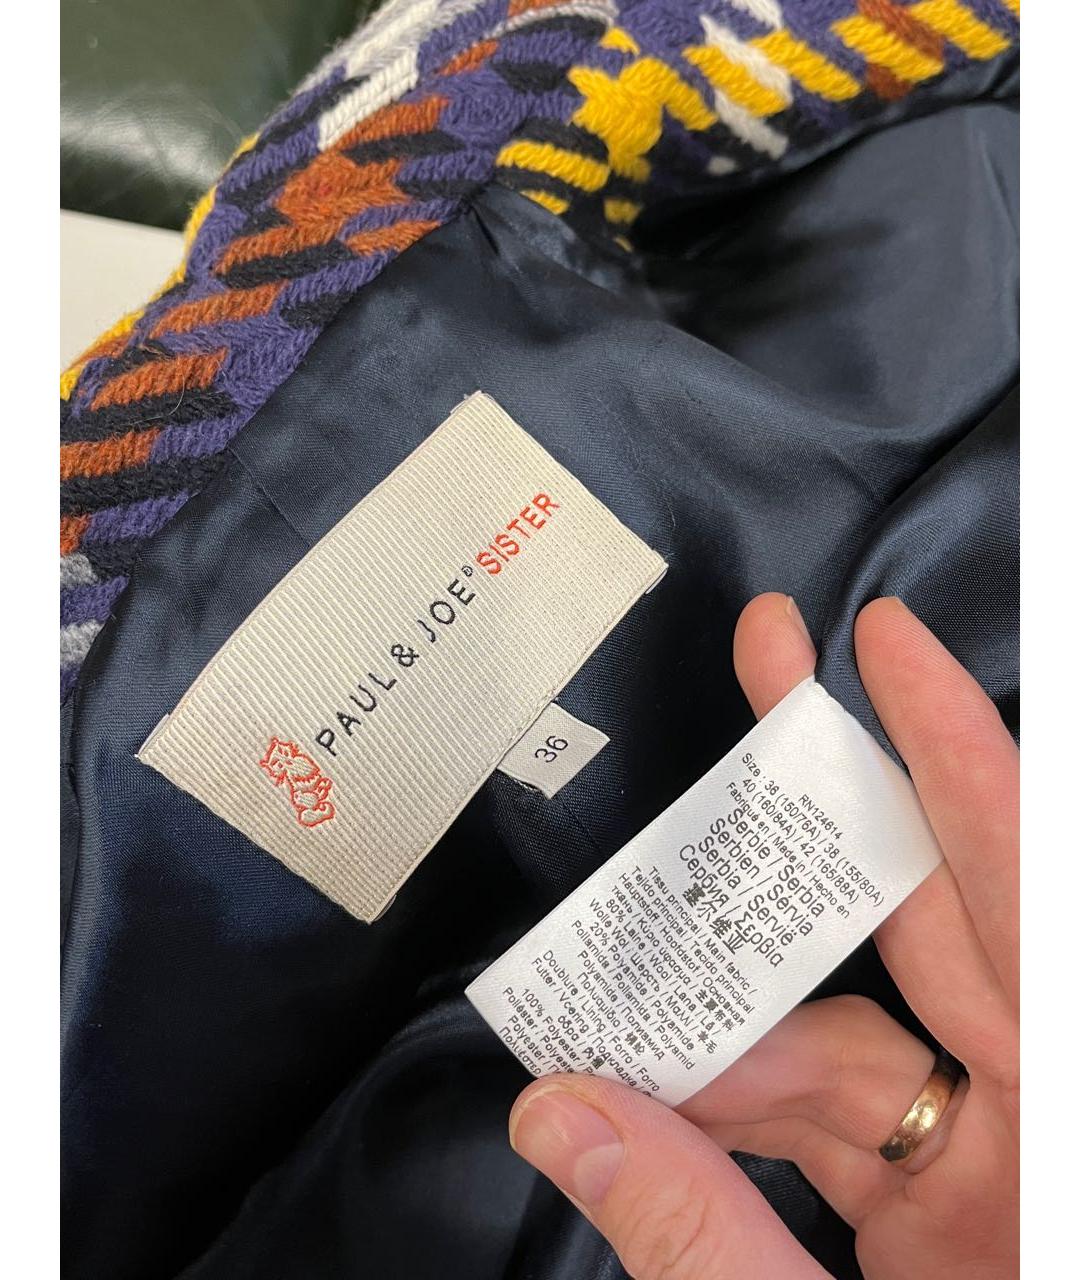 PAUL & JOE® SISTER
36
RN124614
Size : 36 (150/76A) / 38 (155/80A)
40 (160/84A) / 42 (165/88A)
Fabriqué en / Made in / Hecho en
Serbie / Serbia
Serbien / Sérvia
Serbia / Servië
Сербия / Σερβία
塞尔维亚
Tissu principal / Main fabric /
Tejido principal / Tecido principal
Hauptstoff / Hoofdstof / Основная
ткань / Κύριο ύφασμα / 主要布料
80% Laine / Wool / Lana / Lã /
Wolle / Wol / шерсть / Μαλλί / 羊毛
20% Polyamide / Polyamide
Poliamida / Poliamida / Polyamid
Polyamide / Полиамид
Πολυαμίδιο / 锦纶
Doublure / Lining / Forro / Forro
Futter / Voering / Подкладка /
100% Polyester /
Poliéster /
Polyester /